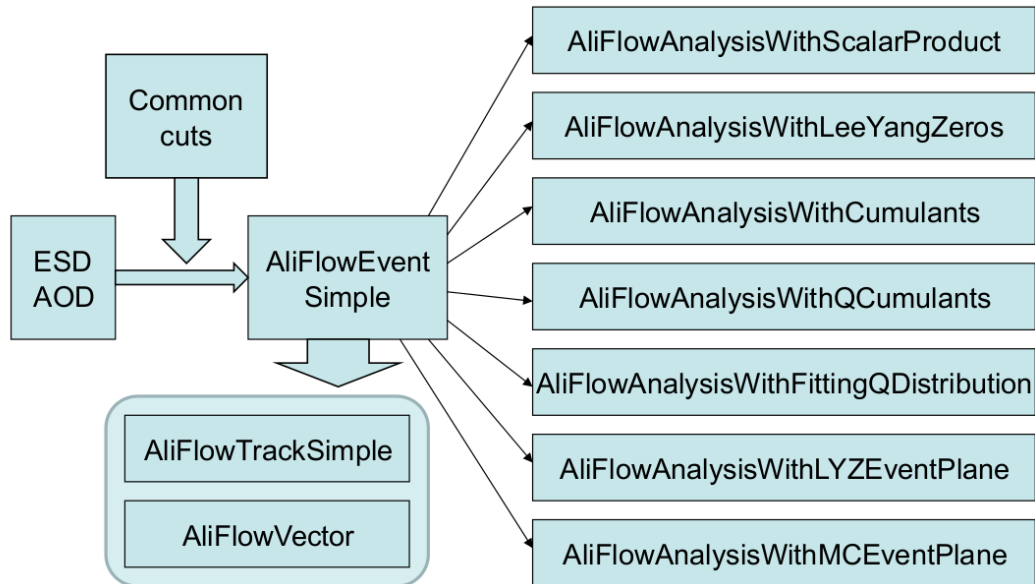 Common
cuts
ESD
AOD
AliFlowEvent
Simple
AliFlowTrackSimple
AliFlowVector
AliFlowAnalysisWithScalarProduct
AliFlowAnalysisWithLeeYangZeros
AliFlowAnalysisWithCumulants
AliFlowAnalysisWithQCumulants
AliFlowAnalysisWithFittingQDistribution
AliFlowAnalysisWithLYZEventPlane
AliFlowAnalysisWithMCEventPlane